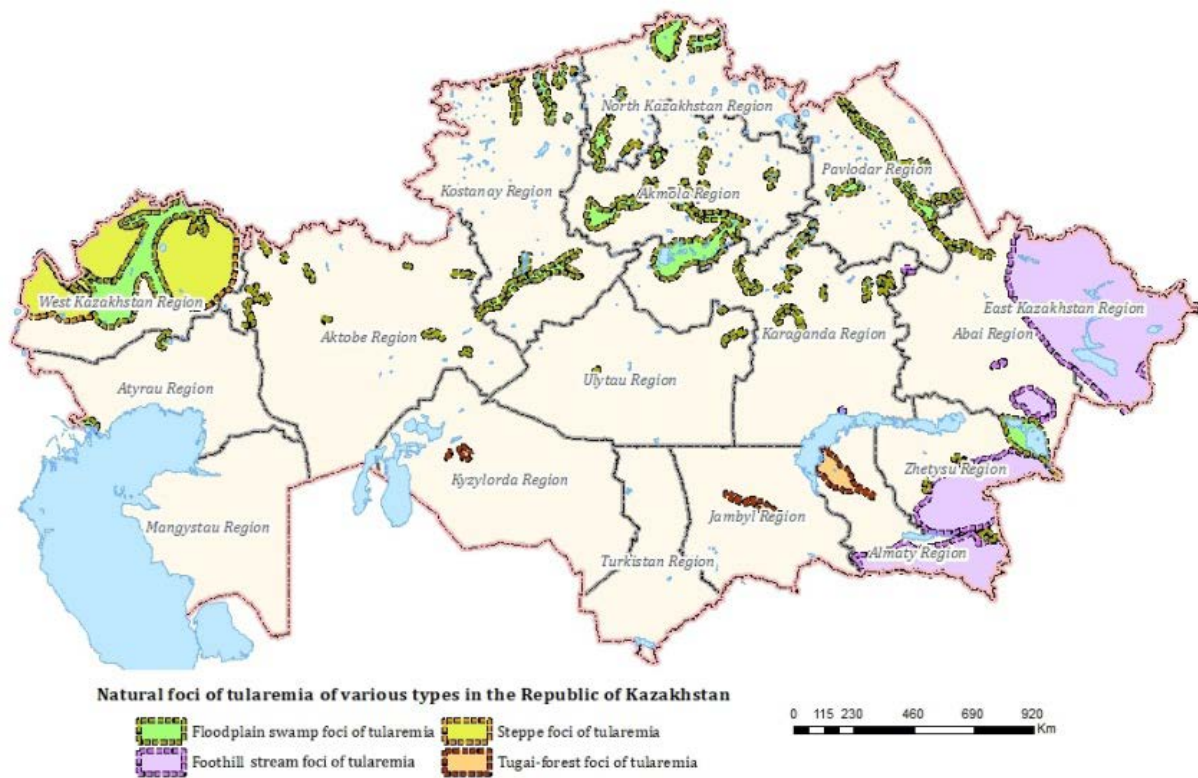 North Kazakhstan Region
Kostanay Region
Akmola Region
Pavlodar Region
West Kazakhstan Region
East Kazakhstan Region
Aktobe Region
Karaganda Region
Abai Region
Atyrau Region
Ulytau Region
Zhetysu Region
Kyzylorda Region
Mangystau Region
Jambyl Region
Turkistan Region
Almaty Region
Natural foci of tularemia of various types in the Republic of Kazakhstan
Floodplain swamp foci of tularemia
Steppe foci of tularemia
Foothill stream foci of tularemia
Tugai-forest foci of tularemia
0 115 230 460 690 920
Km